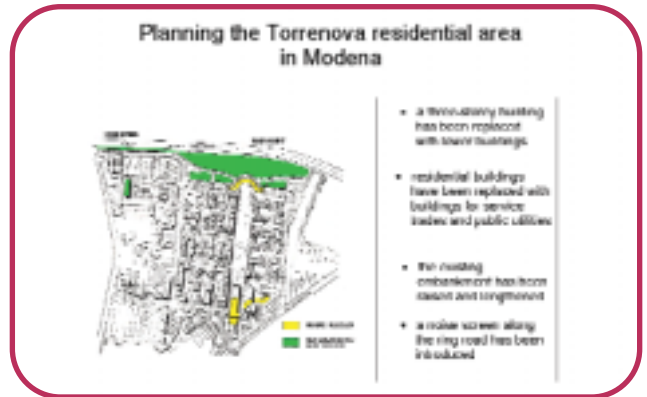 Planning the Torrenova residential area
in Modena
• a three-storey building
has been replaced
with lower buildings
• residential buildings
have been replaced with
buildings for service
trades and public utilities
• the existing
embankment has been
raised and lengthened
• a noise screen along
the ring road has been
introduced